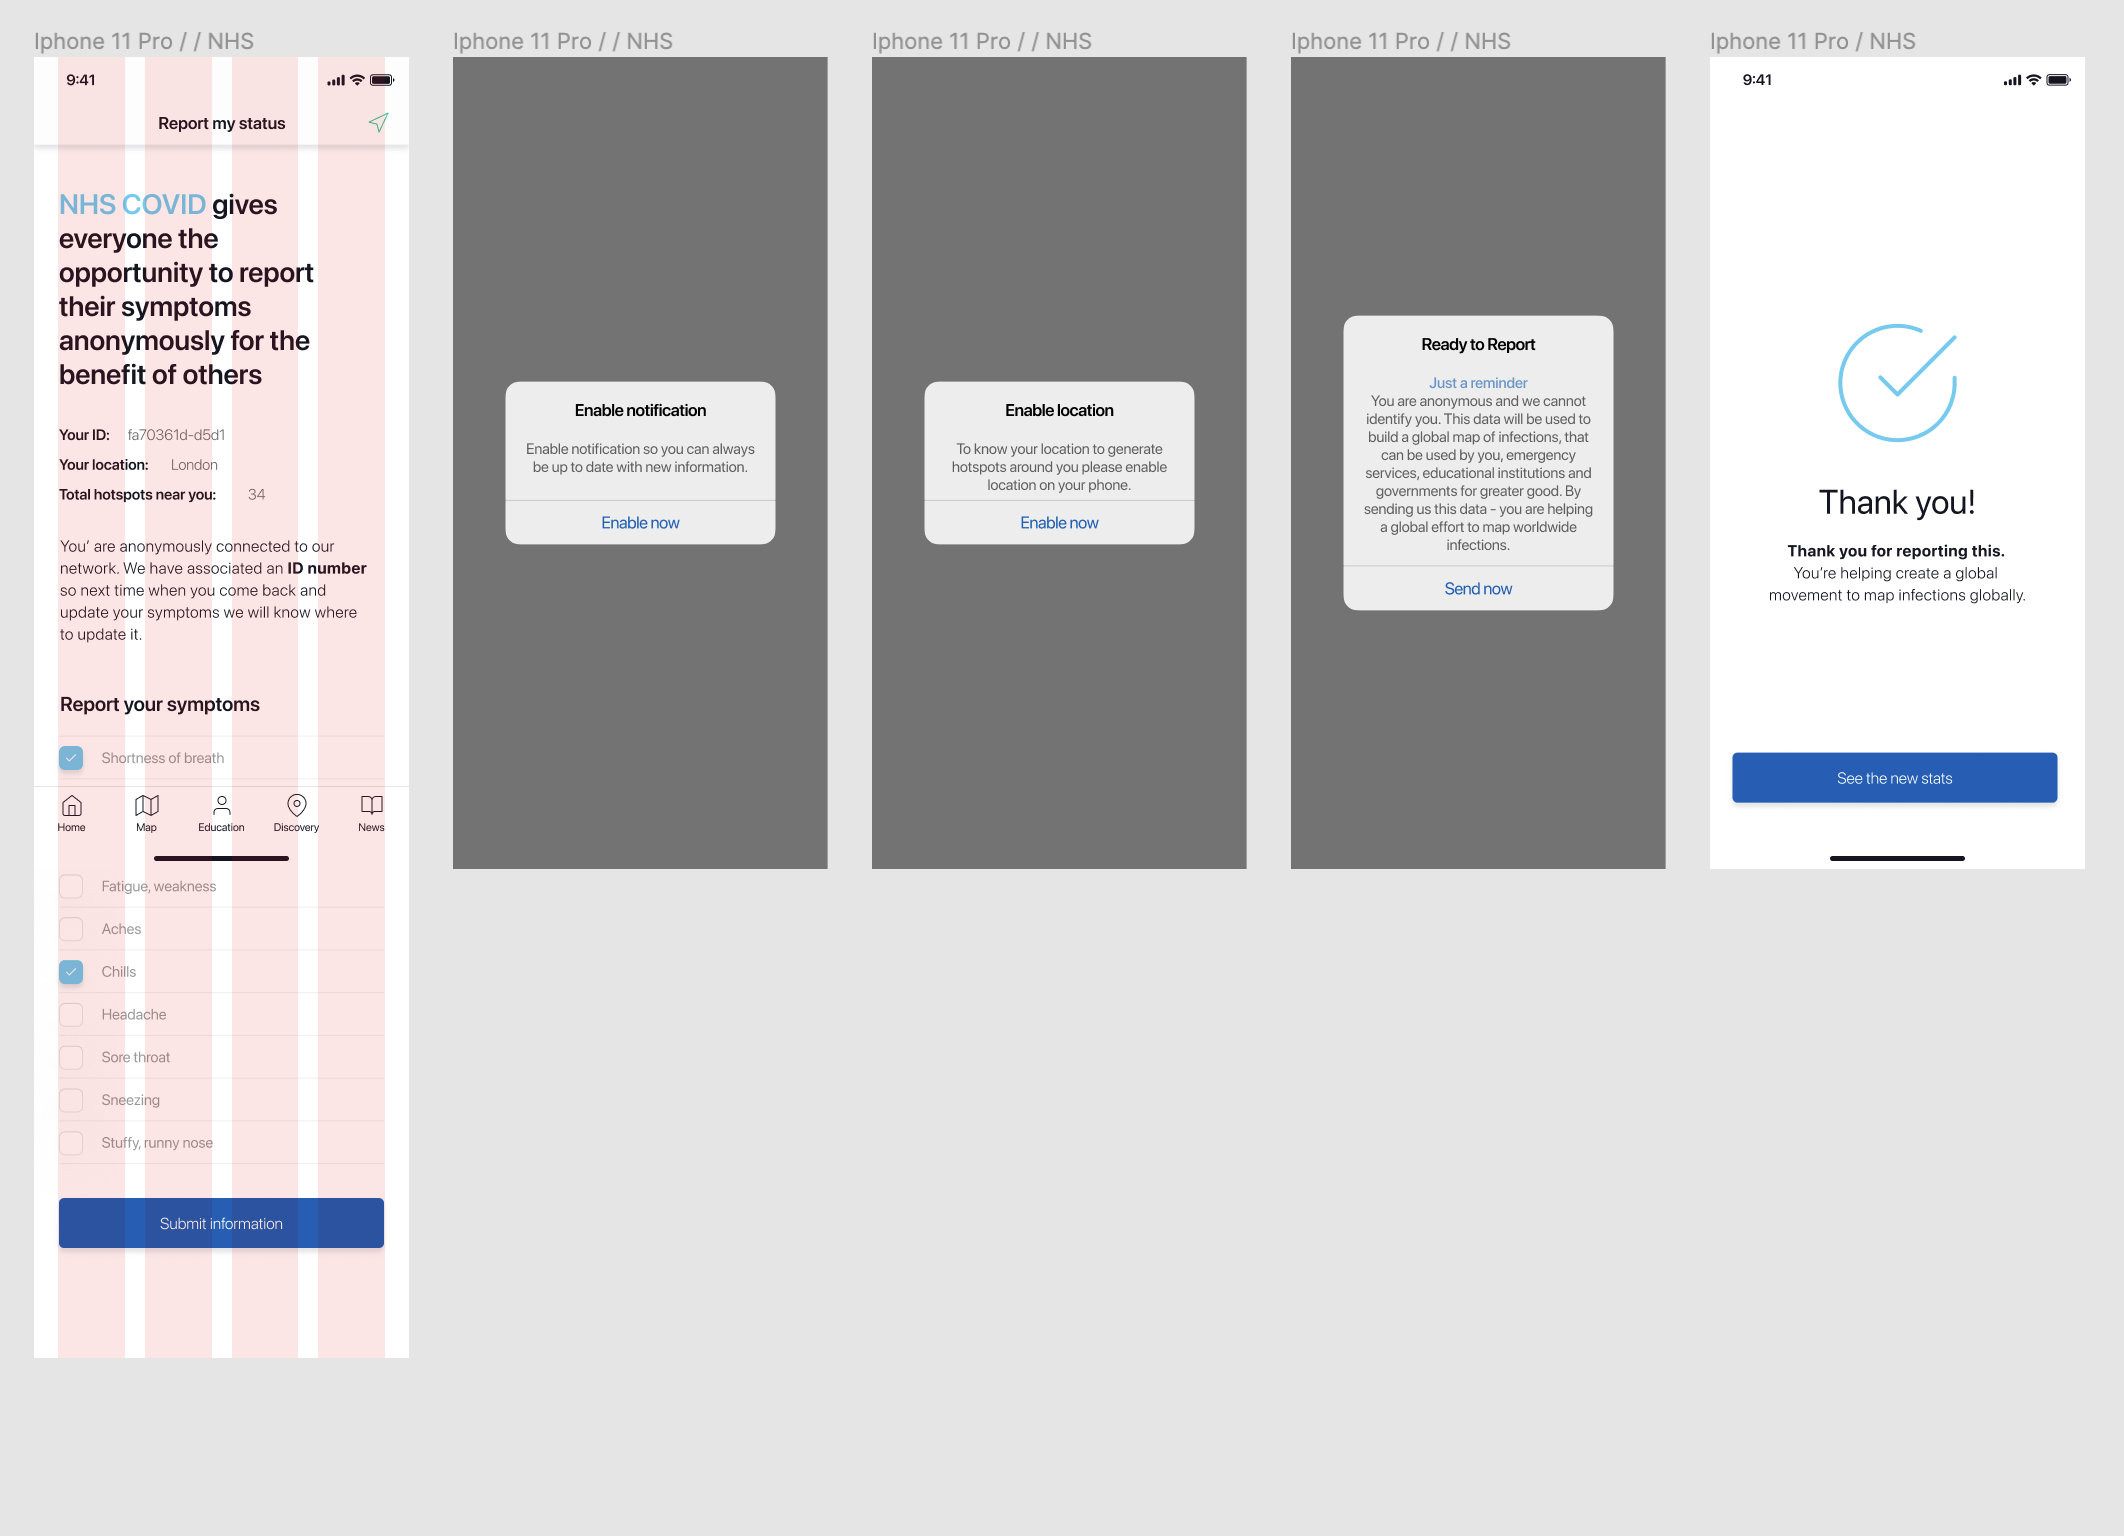 Iphone 11 Pro / / NHS
9:41
Report my status
NHS COVID gives
everyone the
opportunity to report
their symptoms
anonymously for the
benefit of others
Your ID: fa70361d-d5d1
Your location: London
Total hotspots near you: 34
You' are anonymously connected to our
network. We have associated an ID number
so next time when you come back and
update your symptoms we will know where
to update it.
Report your symptoms
Shortness of breath
Home Map Education Discovery News
Fatigue, weakness
Aches
Chills
Headache
Sore throat
Sneezing
Stuffy, runny nose
Submit information
Iphone 11 Pro / / NHS
Enable notification
Enable notification so you can always
be up to date with new information.
Enable now
Iphone 11 Pro / / NHS
Enable location
To know your location to generate
hotspots around you please enable
location on your phone.
Enable now
Iphone 11 Pro / / NHS
Ready to Report
Just a reminder
You are anonymous and we cannot
identify you. This data will be used to
build a global map of infections, that
can be used by you, emergency
services, educational institutions and
governments for greater good. By
sending us this data - you are helping
a global effort to map worldwide
infections.
Send now
Iphone 11 Pro / NHS
9:41
Thank you!
Thank you for reporting this.
You're helping create a global
movement to map infections globally.
See the new stats